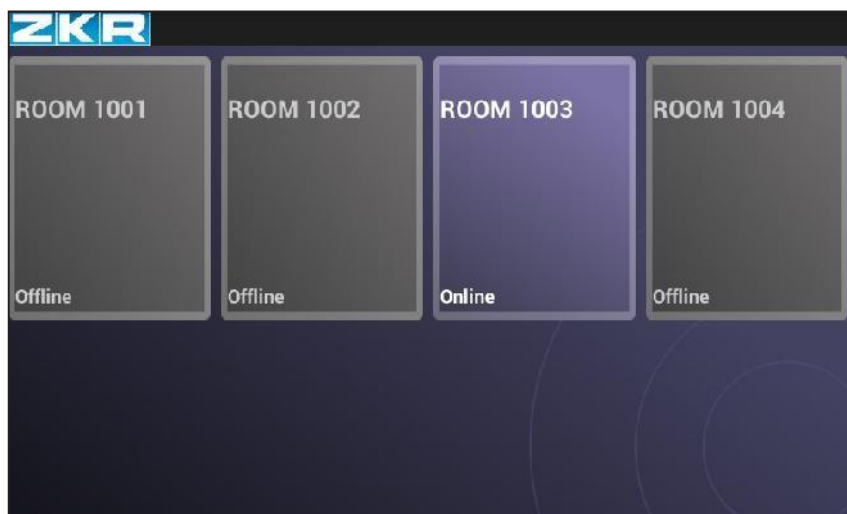 ZKR
ROOM 1001
Offline
ROOM 1002
Offline
ROOM 1003
Online
ROOM 1004
Offline